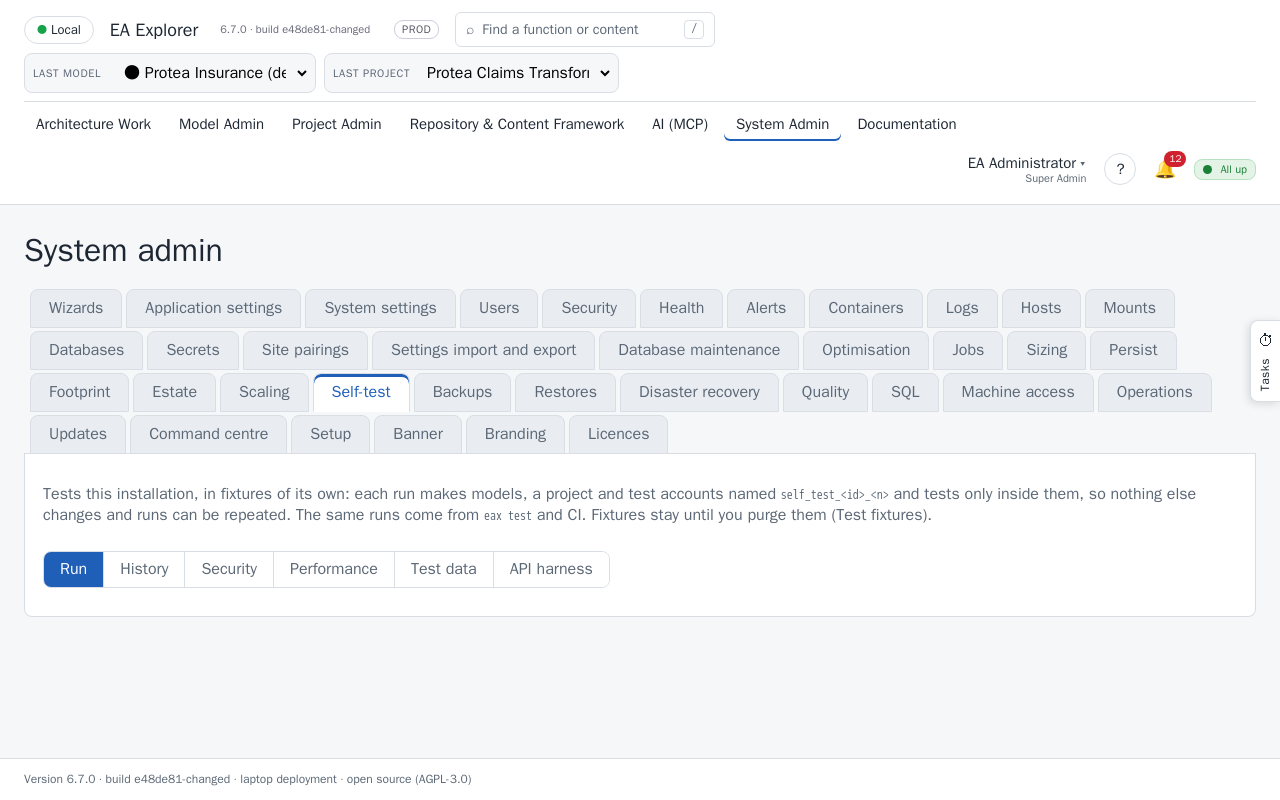 Local
EA Explorer
6.7.0 · build e48de81-changed
PROD
Find a function or content
/
LAST MODEL
Protea Insurance (de
LAST PROJECT
Protea Claims Transfor
Architecture Work
Model Admin
Project Admin
Repository & Content Framework
AI (MCP)
System Admin
Documentation
EA Administrator
Super Admin
?
12
All up
System admin
Wizards
Application settings
System settings
Users
Security
Health
Alerts
Containers
Logs
Hosts
Mounts
Databases
Secrets
Site pairings
Settings import and export
Database maintenance
Optimisation
Jobs
Sizing
Persist
Footprint
Estate
Scaling
Self-test
Backups
Restores
Disaster recovery
Quality
SQL
Machine access
Operations
Updates
Command centre
Setup
Banner
Branding
Licences
Tasks
Tests this installation, in fixtures of its own: each run makes models, a project and test accounts named self_test_<id>_<n> and tests only inside them, so nothing else
changes and runs can be repeated. The same runs come from eax test and CI. Fixtures stay until you purge them (Test fixtures).
Run
History
Security
Performance
Test data
API harness
Version 6.7.0 · build e48de81-changed · laptop deployment · open source (AGPL-3.0)